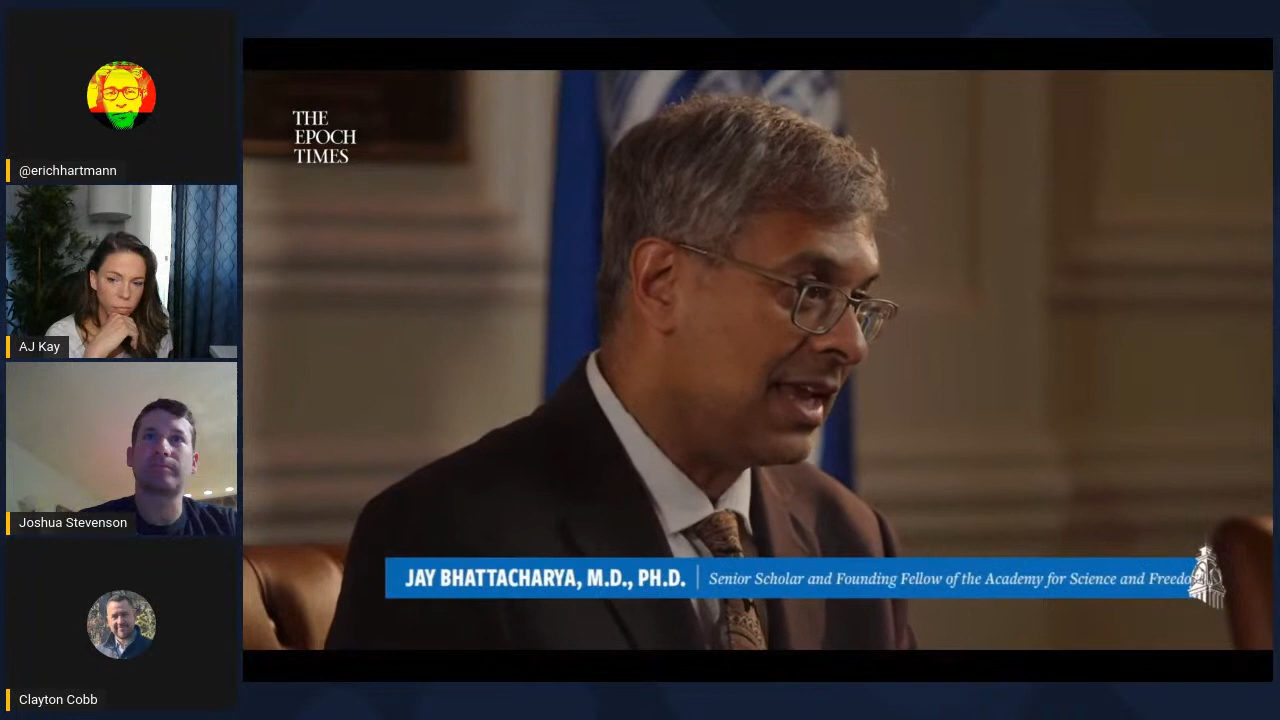 @erichhartmann
AJ Kay
Joshua Stevenson
Clayton Cobb
THE
EPOCH
TIMES
JAY BHATTACHARYA, M.D., PH.D.
Senior Scholar and Founding Fellow of the Academy for Science and Freedo